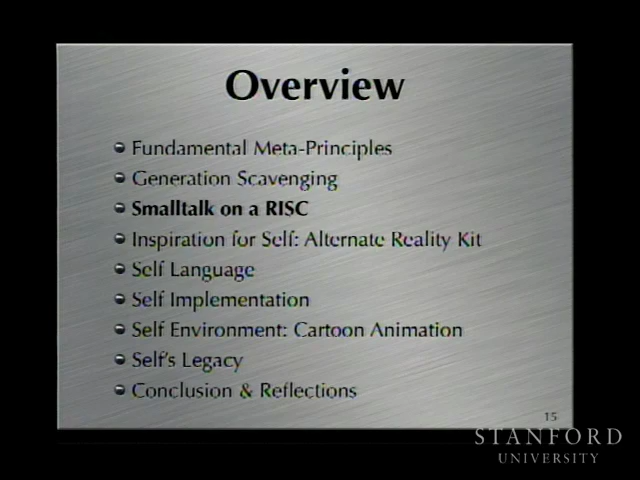 Overview
Fundamental Meta-Principles
Generation Scavenging
Smalltalk on a RISC
Inspiration for Self: Alternate Reality Kit
Self Language
Self Implementation
Self Environment: Cartoon Animation
Self's Legacy
Conclusion & Reflections
15
STANFORD
UNIVERSITY